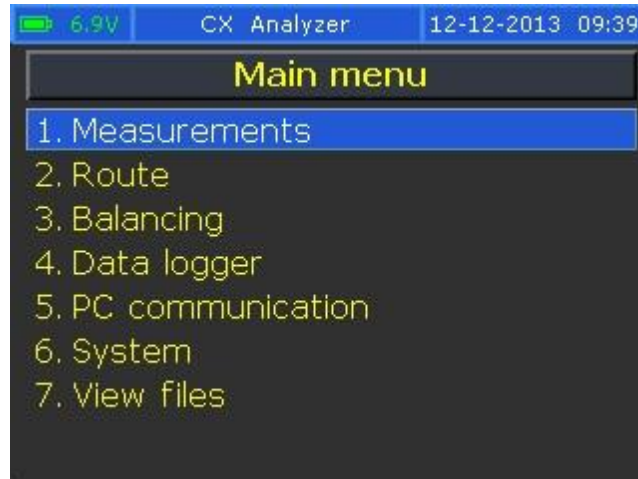 6.9V CX Analyzer 12-12-2013 09:39
Main menu
1. Measurements
2. Route
3. Balancing
4. Data logger
5. PC communication
6. System
7. View files